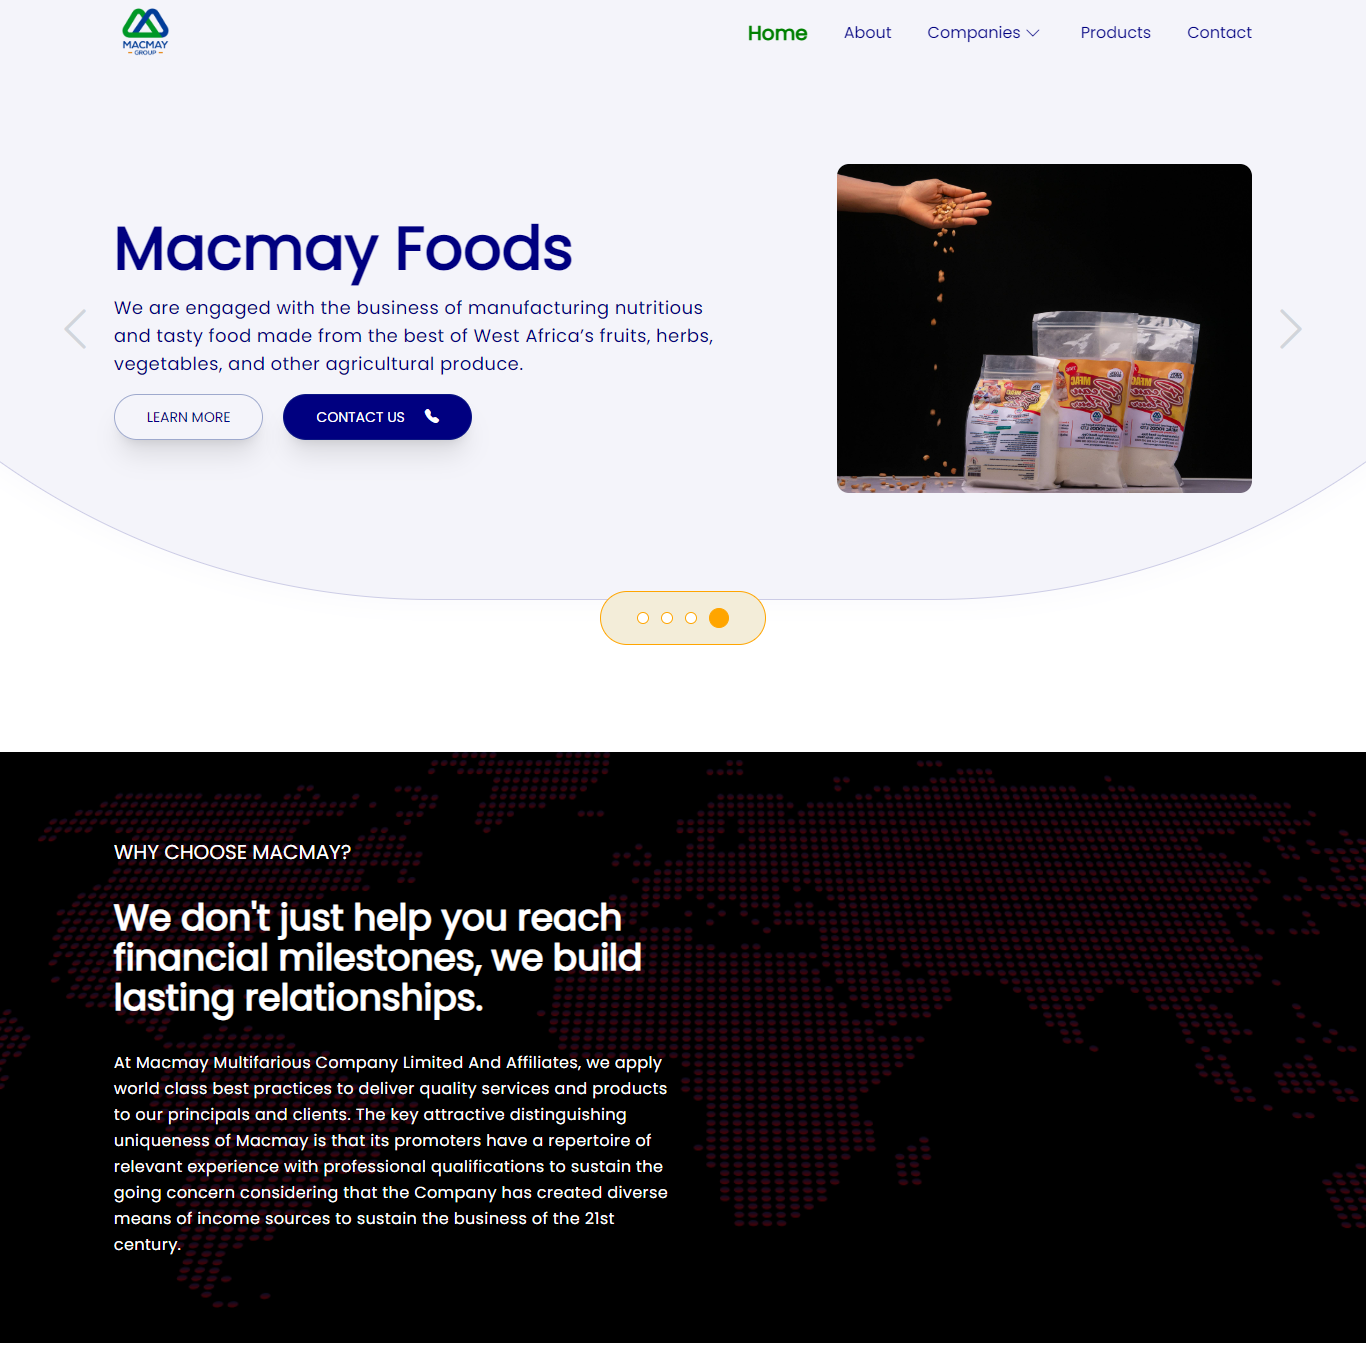 MACMAY
GROUP
Home
About
Companies
Products
Contact
Macmay Foods
We are engaged with the business of manufacturing nutritious
and tasty food made from the best of West Africa’s fruits, herbs,
vegetables, and other agricultural produce.
LEARN MORE
CONTACT US
WHY CHOOSE MACMAY?
We don't just help you reach
financial milestones, we build
lasting relationships.
At Macmay Multifarious Company Limited And Affiliates, we apply
world class best practices to deliver quality services and products
to our principals and clients. The key attractive distinguishing
uniqueness of Macmay is that its promoters have a repertoire of
relevant experience with professional qualifications to sustain the
going concern considering that the Company has created diverse
means of income sources to sustain the business of the 21st
century.